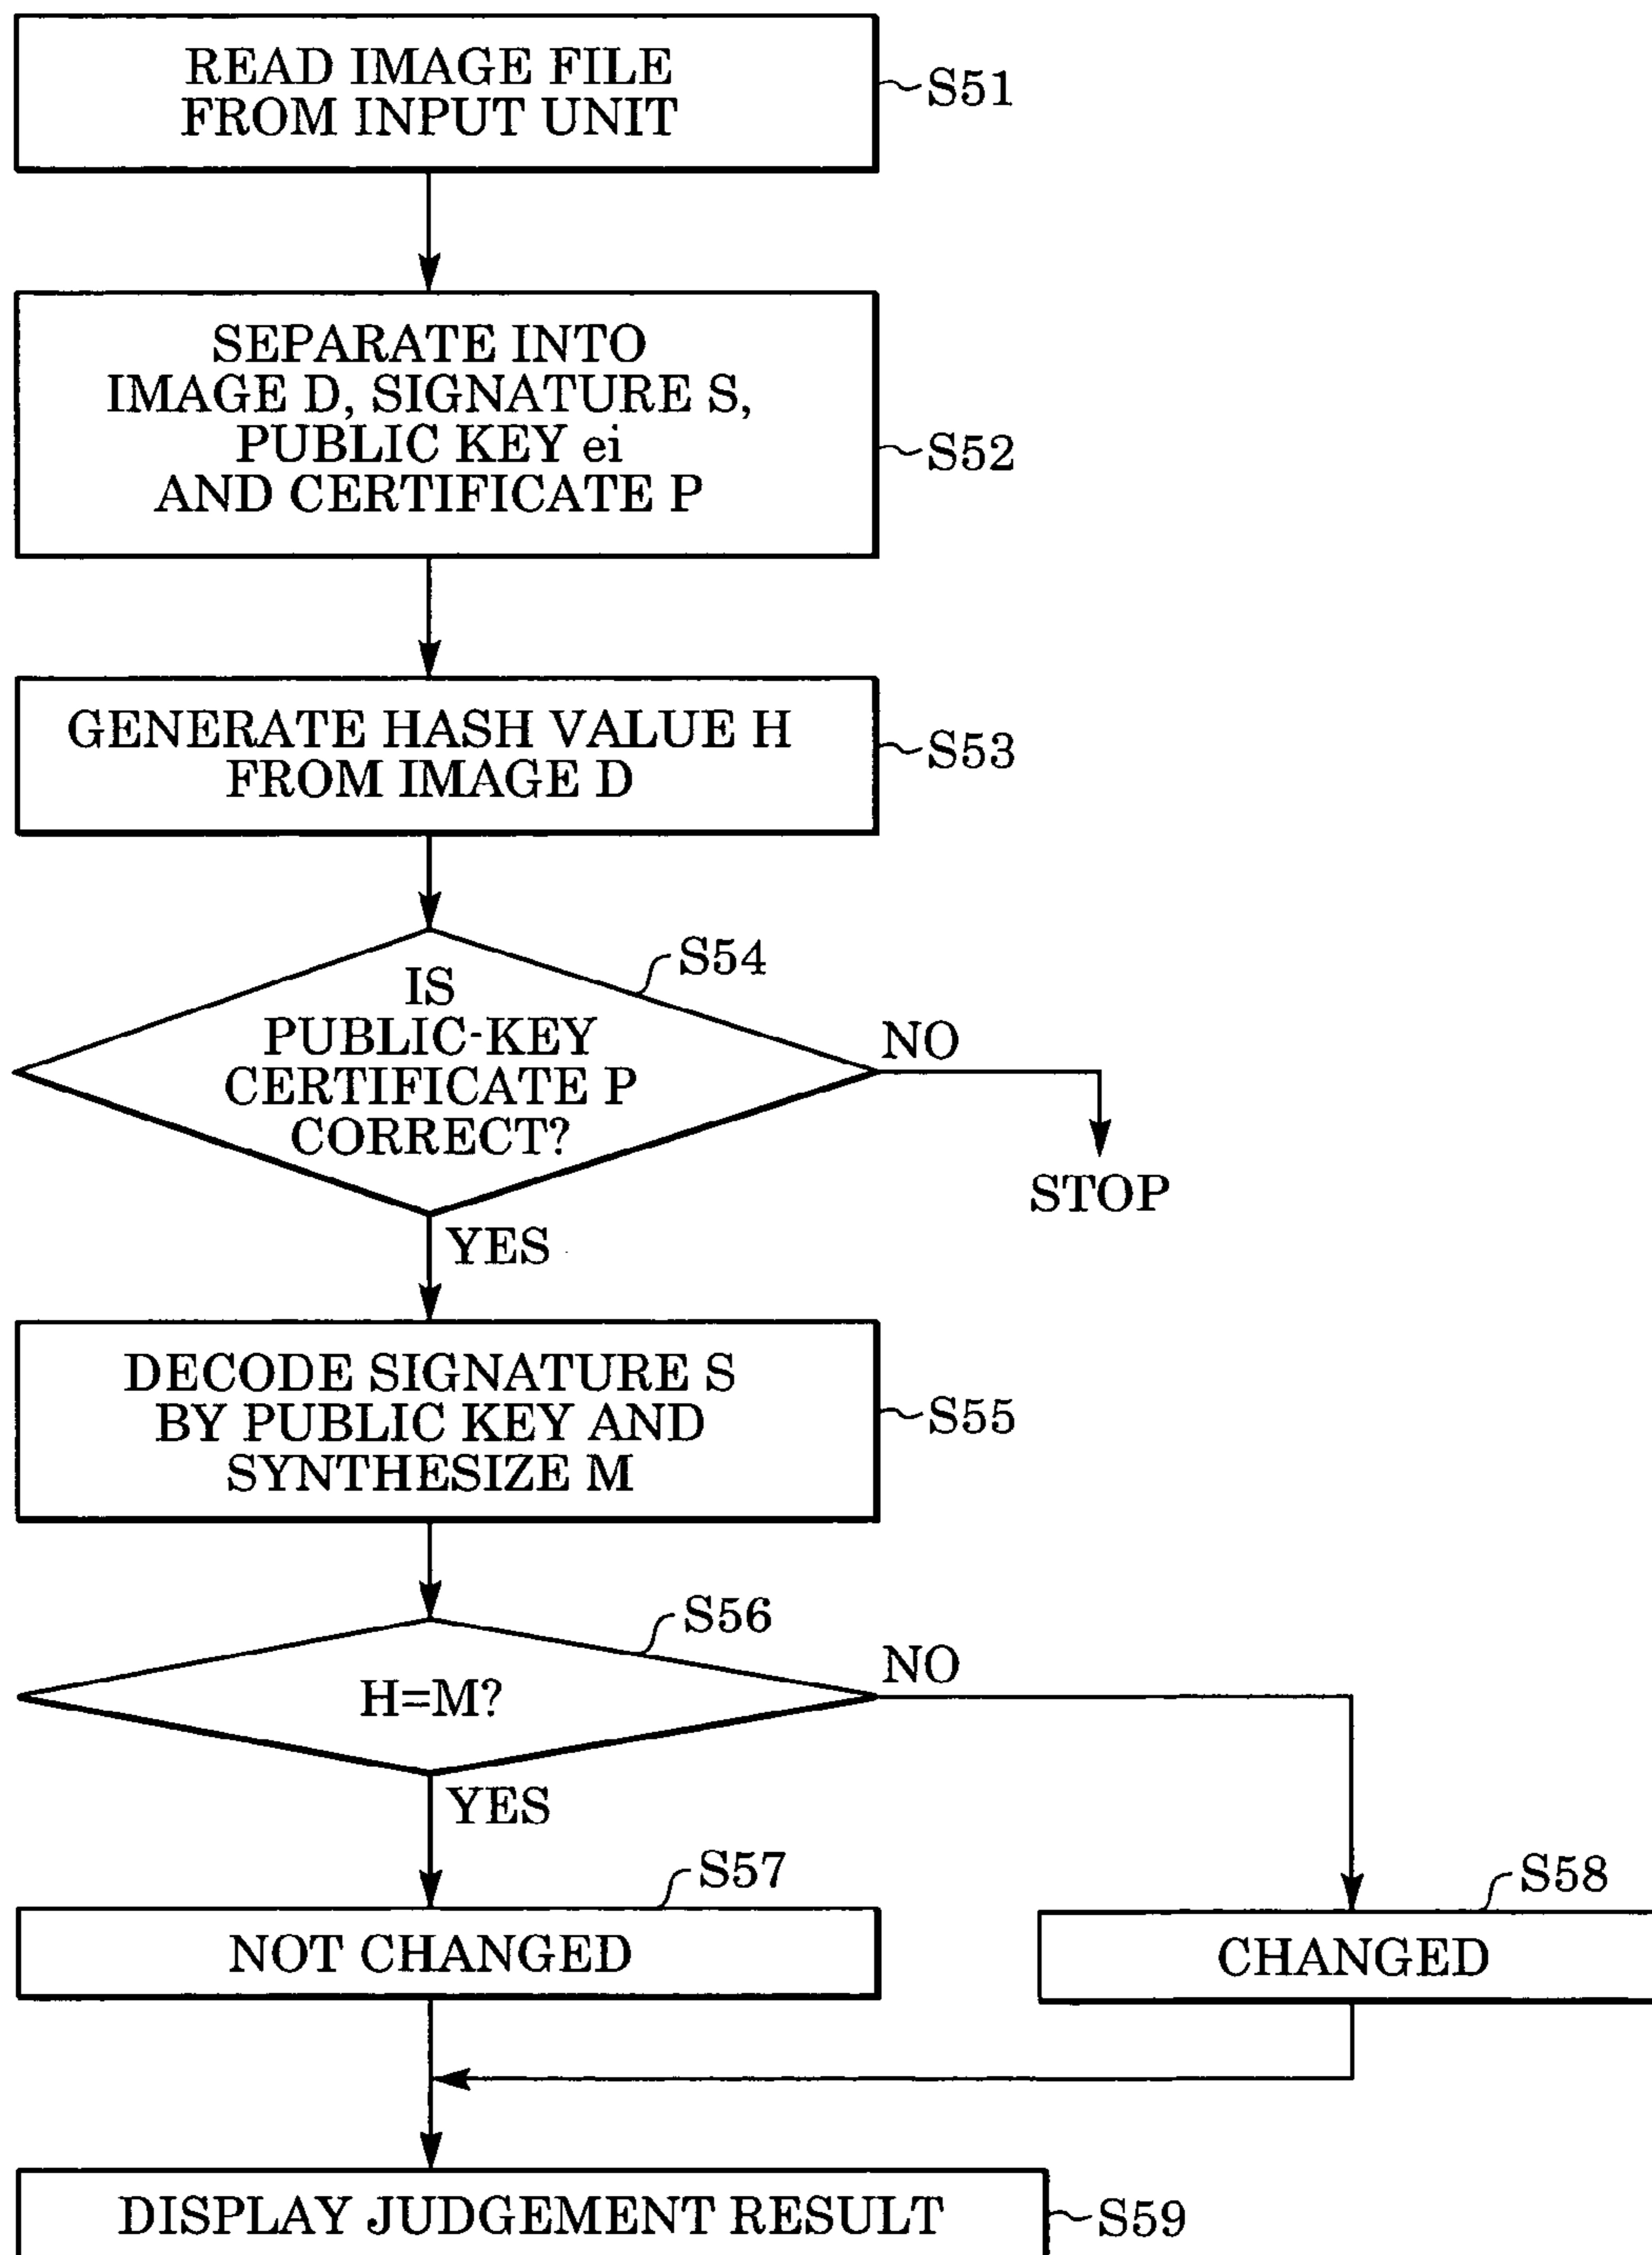 READ IMAGE FILE
FROM INPUT UNIT
S51
SEPARATE INTO
IMAGE D, SIGNATURE S,
PUBLIC KEY ei
AND CERTIFICATE P
S52
GENERATE HASH VALUE H
FROM IMAGE D
S53
S54
IS
PUBLIC-KEY
CERTIFICATE P
CORRECT?
NO
STOP
YES
DECODE SIGNATURE S
BY PUBLIC KEY AND
SYNTHESIZE M
S55
S56
H=M?
NO
YES
S57
NOT CHANGED
S58
CHANGED
DISPLAY JUDGEMENT RESULT
S59